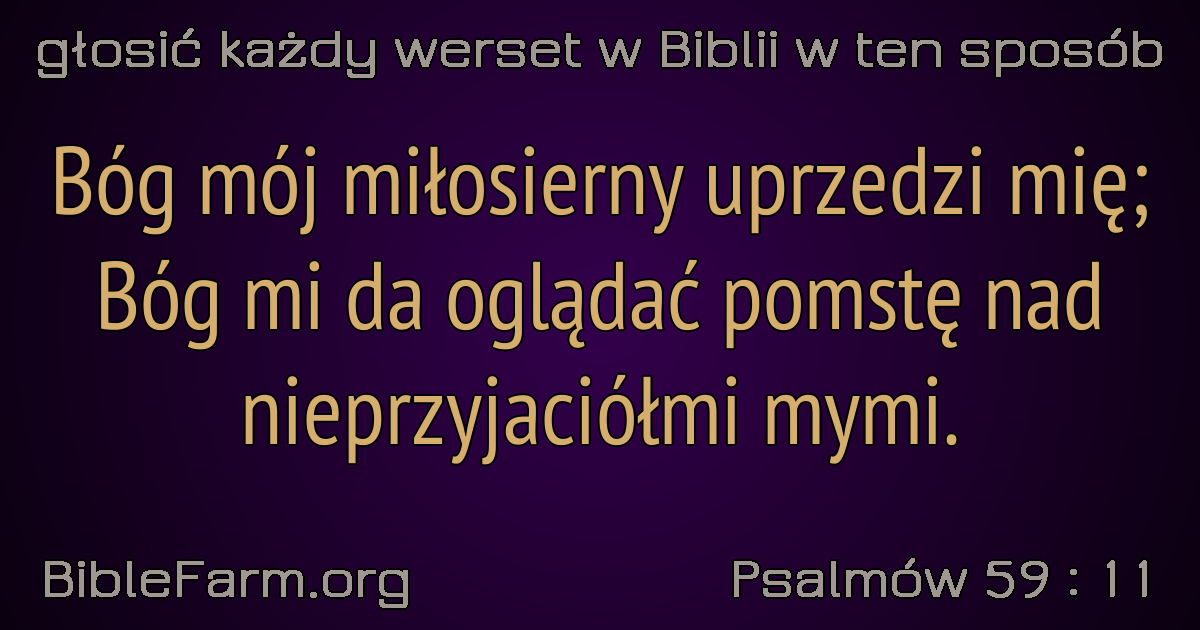 głosić każdy werset w Biblii w ten sposób
Bóg mój miłosierny uprzedzi mię;
Bóg mi da oglądać pomstę nad
nieprzyjaciółmi mymi.
BibleFarm.org
Psalmów 59 : 11